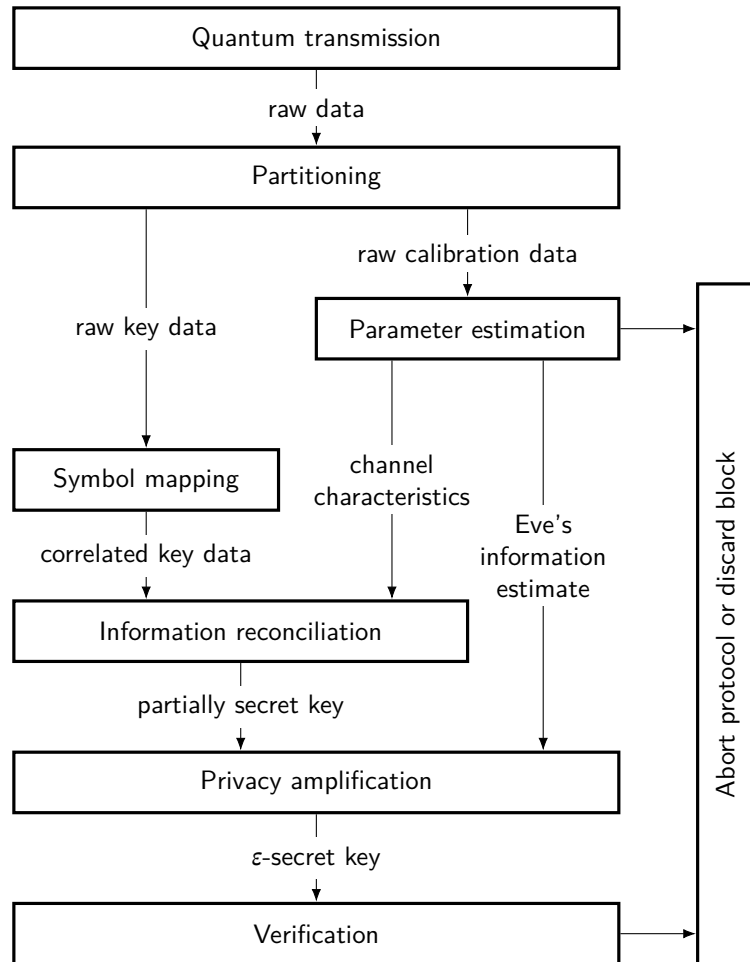 Quantum transmission
raw data
Partitioning
raw calibration data
raw key data
Parameter estimation
Symbol mapping
channel
characteristics
Eve's
information
estimate
correlated key data
Information reconciliation
partially secret key
Privacy amplification
ε-secret key
Verification
Abort protocol or discard block